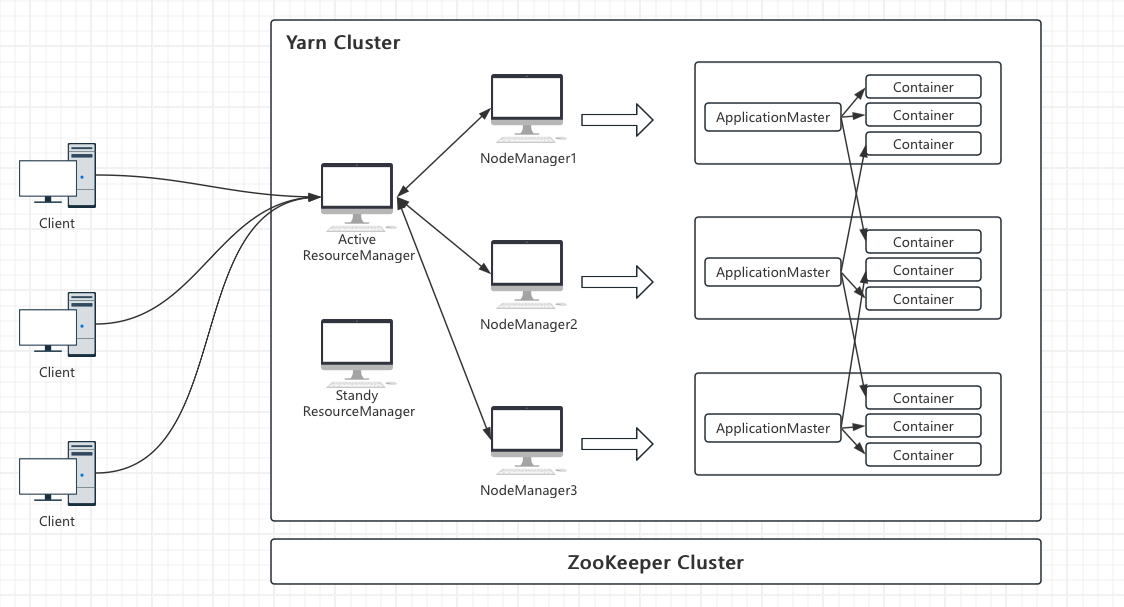 Yarn Cluster
Client
Client
Client
Active
ResourceManager
Standy
ResourceManager
NodeManager1
NodeManager2
NodeManager3
ApplicationMaster
Container
Container
Container
ApplicationMaster
Container
Container
Container
ApplicationMaster
Container
Container
Container
ZooKeeper Cluster